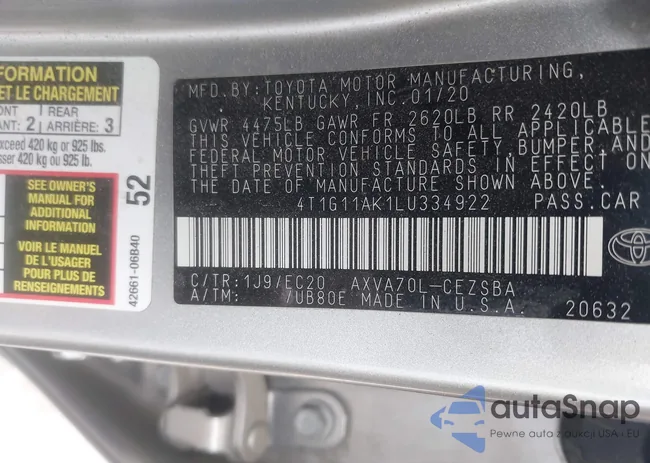 FORMATION
ET LE CHARGEMENT
REAR
2 ARRIÈRE: 3
exceed 420 kg or 925 lbs.
420 kg ou 925 lb.
SEE OWNER'S
MANUAL FOR
ADDITIONAL
INFORMATION
VOIR LE MANUEL
DE L'USAGER
POUR PLUS DE
RENSEIGNEMENTS
52
42661-06B40
MFD. BY: TOYOTA MOTOR MANUFACTURING,
KENTUCKY, INC. 01/20
GVWR 4475LB GAWR FR 2620LB RR 2420LB
THIS VEHICLE CONFORMS TO ALL APPLICABLE
FEDERAL MOTOR VEHICLE SAFETY, BUMPER, AND
THEFT PREVENTION STANDARDS IN EFFECT ON
THE DATE OF MANUFACTURE SHOWN ABOVE.
4T1G11AK1LU334922 PASS. CAR
TOYOTA
C/TR: 1J9/EC20 AXVA70L-CEZSBA
A/TM: /UB80E MADE IN U.S.A. 20632
autoSnap
Pewne auto z aukcji USA i EU